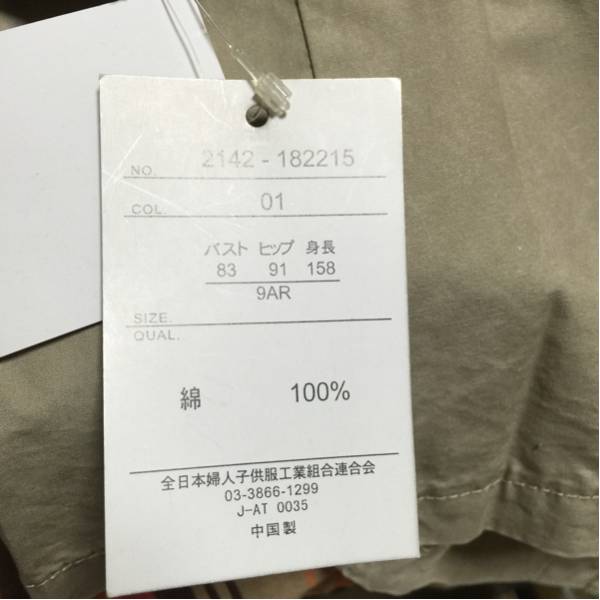 NO. 2142 - 182215
COL. 01
バスト ヒップ 身長
83 91 158
9AR
SIZE.
QUAL.
綿 100%
全日本婦人子供服工業組合連合会
03-3866-1299
J-AT 0035
中国製